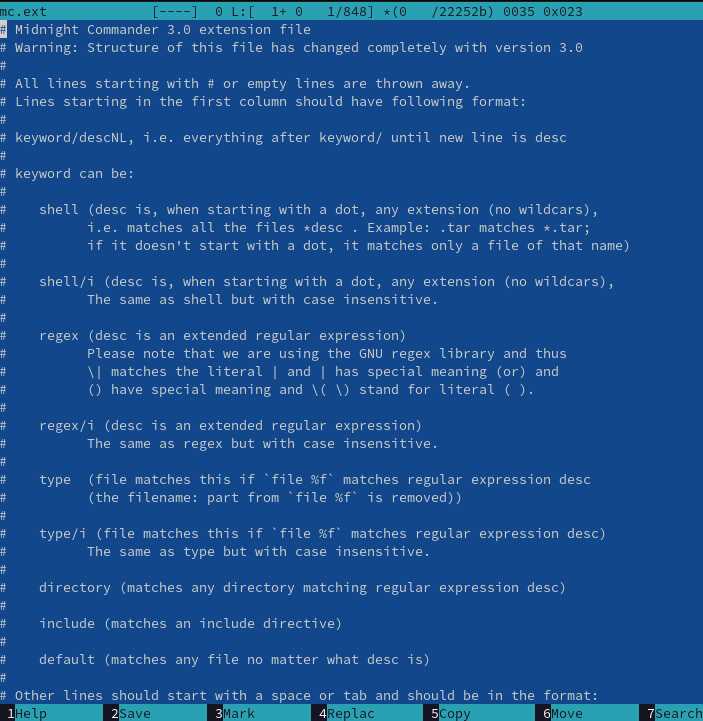 mc.ext [----] 0 L:[ 1+ 0 1/848] *(0 /22252b) 0035 0x023
# Midnight Commander 3.0 extension file
# Warning: Structure of this file has changed completely with version 3.0
#
# All lines starting with # or empty lines are thrown away.
# Lines starting in the first column should have following format:
#
# keyword/descNL, i.e. everything after keyword/ until new line is desc
#
# keyword can be:
#
#    shell (desc is, when starting with a dot, any extension (no wildcars),
#          i.e. matches all the files *desc . Example: .tar matches *.tar;
#          if it doesn't start with a dot, it matches only a file of that name)
#
#    shell/i (desc is, when starting with a dot, any extension (no wildcars),
#          The same as shell but with case insensitive.
#
#    regex (desc is an extended regular expression)
#          Please note that we are using the GNU regex library and thus
#          \| matches the literal | and | has special meaning (or) and
#          () have special meaning and \( \) stand for literal ( ).
#
#    regex/i (desc is an extended regular expression)
#          The same as regex but with case insensitive.
#
#    type  (file matches this if `file %f` matches regular expression desc
#          (the filename: part from `file %f` is removed))
#
#    type/i (file matches this if `file %f` matches regular expression desc)
#          The same as type but with case insensitive.
#
#    directory (matches any directory matching regular expression desc)
#
#    include (matches an include directive)
#
#    default (matches any file no matter what desc is)
#
# Other lines should start with a space or tab and should be in the format:
1Help 2Save 3Mark 4Replac 5Copy 6Move 7Search